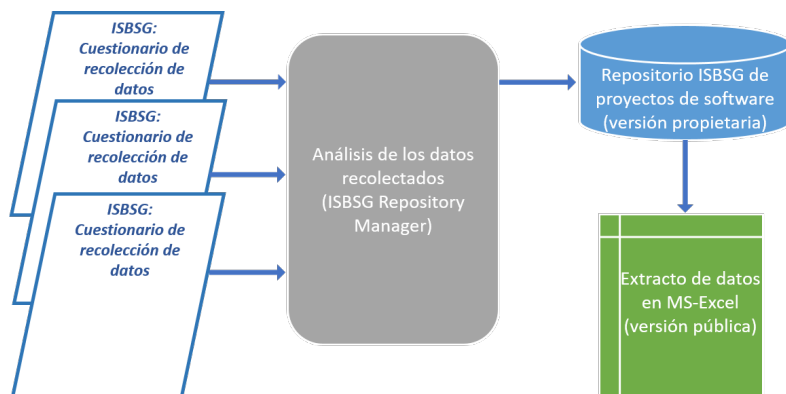 ISBSG:
Cuestionario de
recolección de
datos
ISBSG:
Cuestionario de
recolección de
datos
ISBSG:
Cuestionario de
recolección de
datos
Análisis de los datos
recolectados
(ISBSG Repository
Manager)
Repositorio ISBSG de
proyectos de software
(versión propietaria)
Extracto de datos
en MS-Excel
(versión pública)